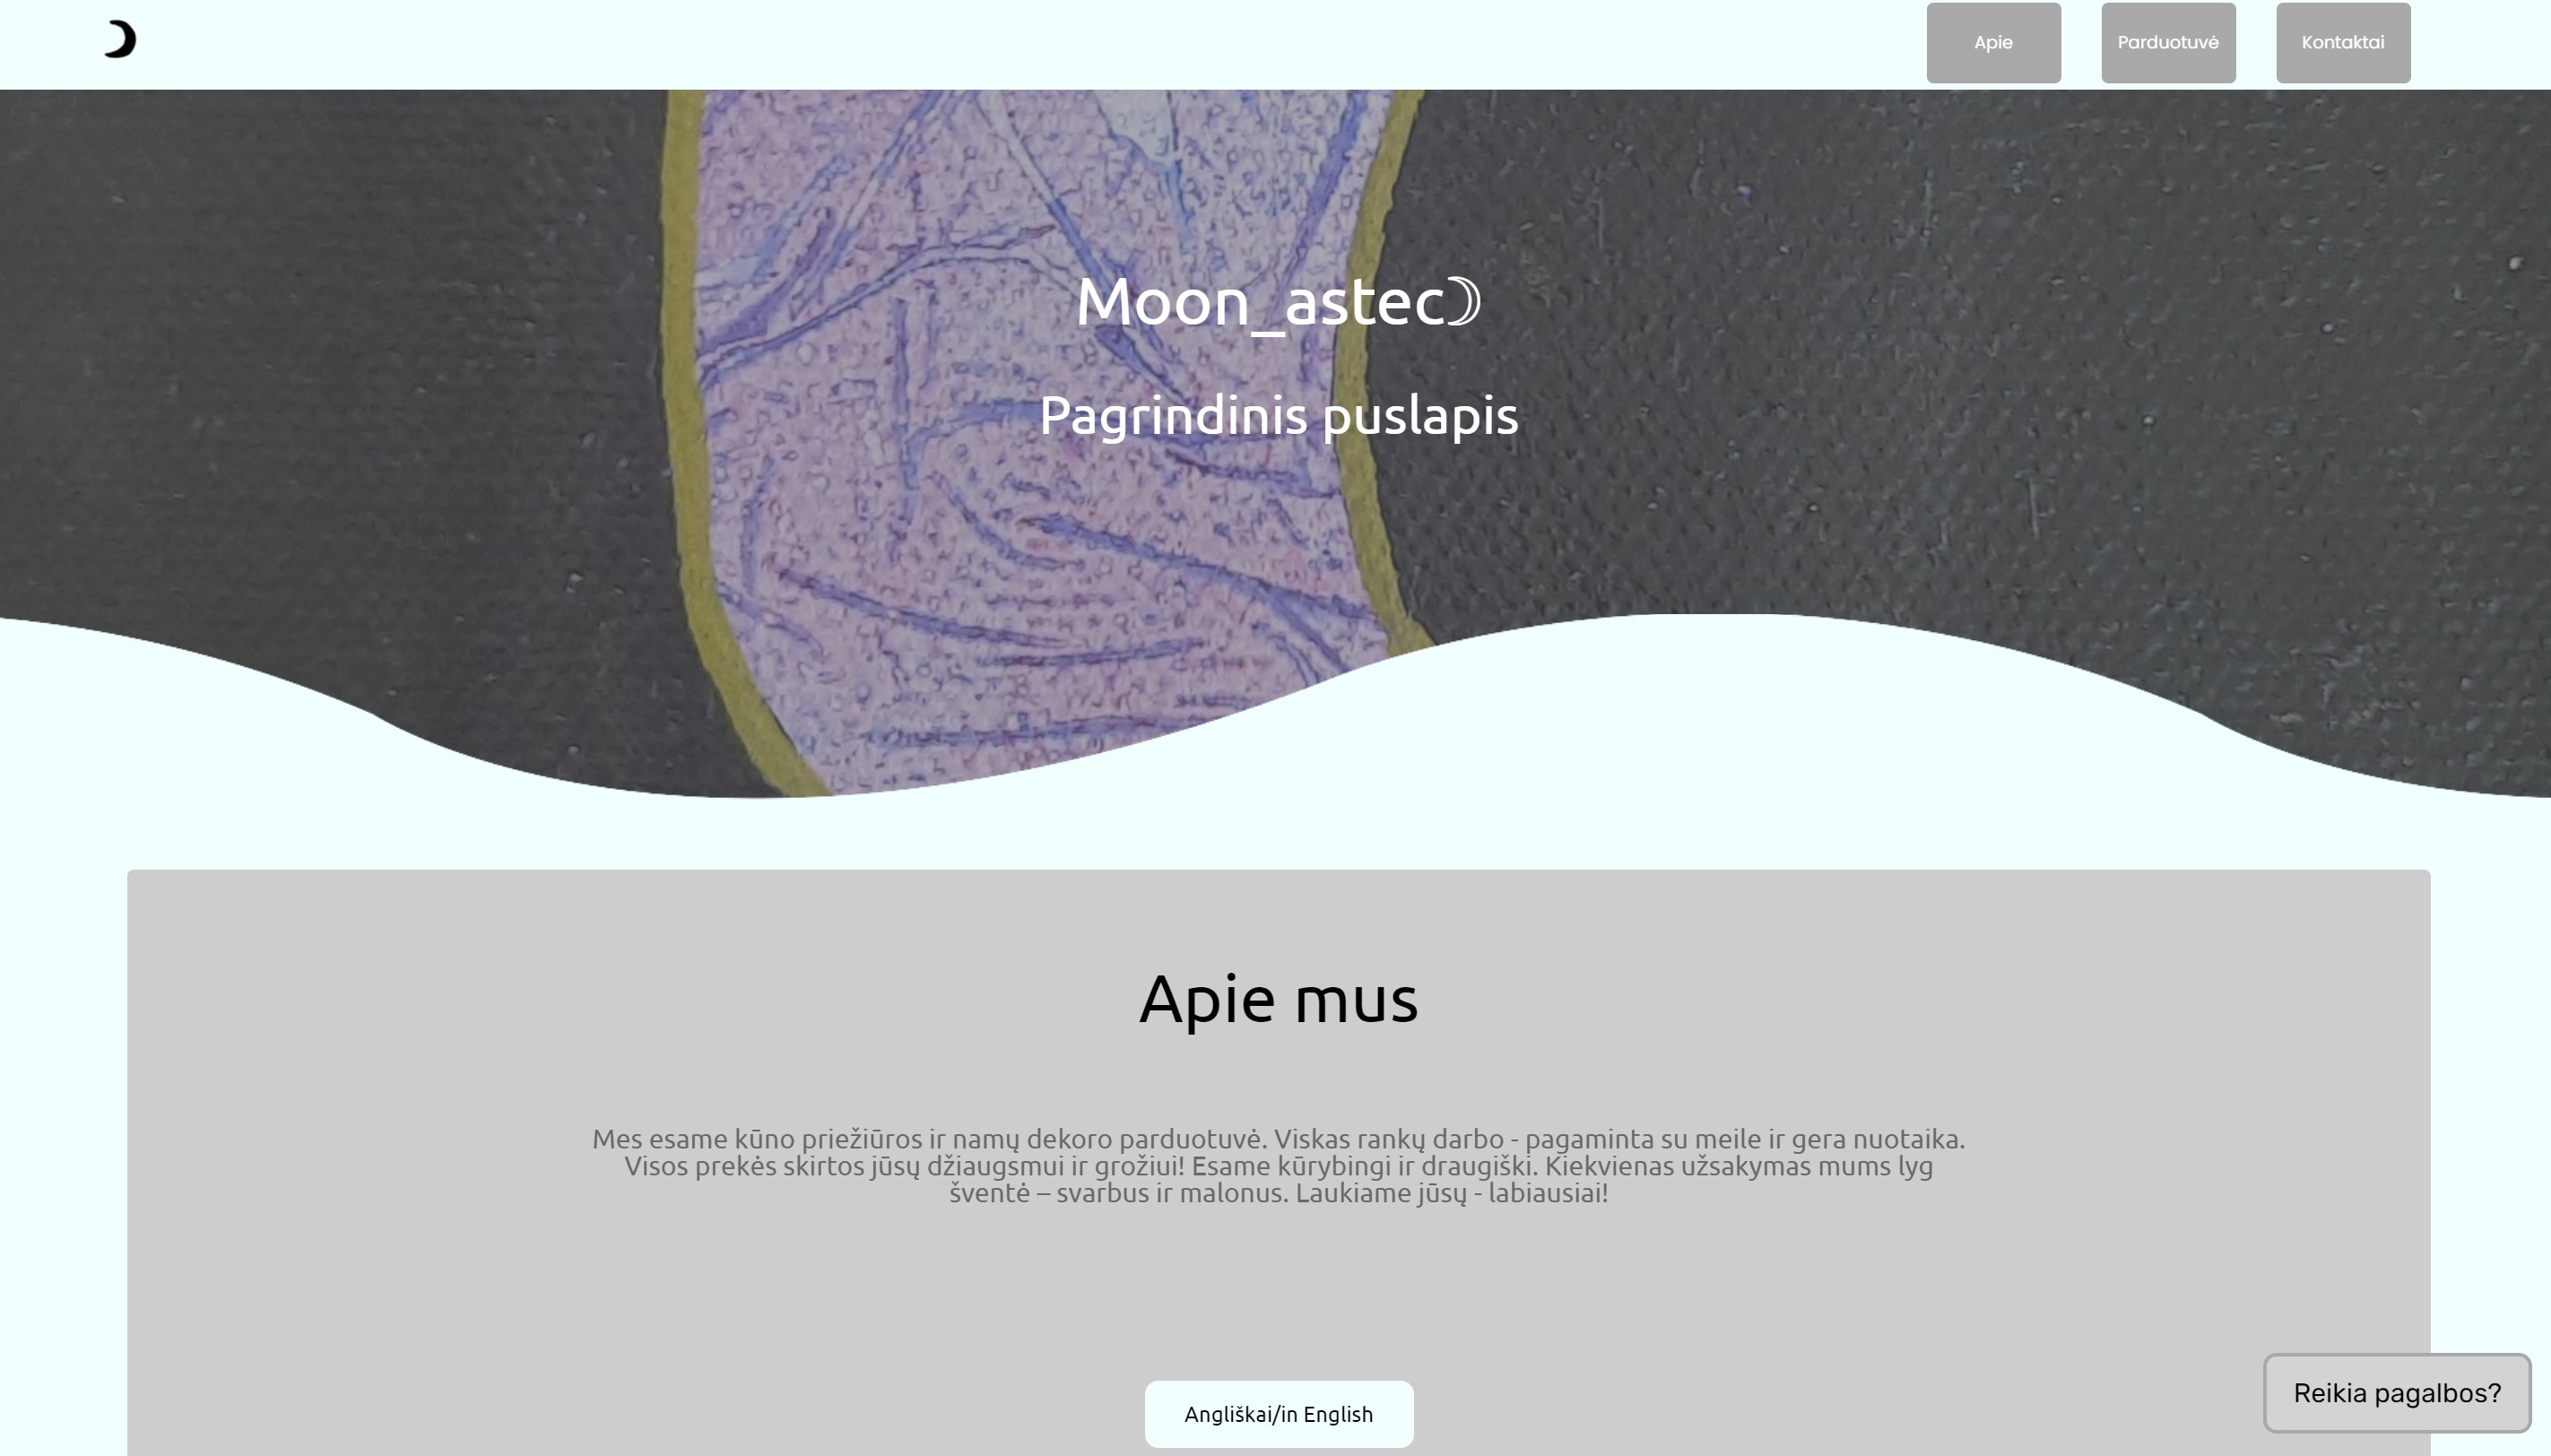 Apie
Parduotuvė
Kontaktai
Moon_astec☽
Pagrindinis puslapis
Apie mus
Mes esame kūno priežiūros ir namų dekoro parduotuvė. Viskas rankų darbo - pagaminta su meile ir gera nuotaika.
Visos prekės skirtos jūsų džiaugsmui ir grožiui! Esame kūrybingi ir draugiški. Kiekvienas užsakymas mums lyg
šventė – svarbus ir malonus. Laukiame jūsų - labiausiai!
Angliškai/in English
Reikia pagalbos?